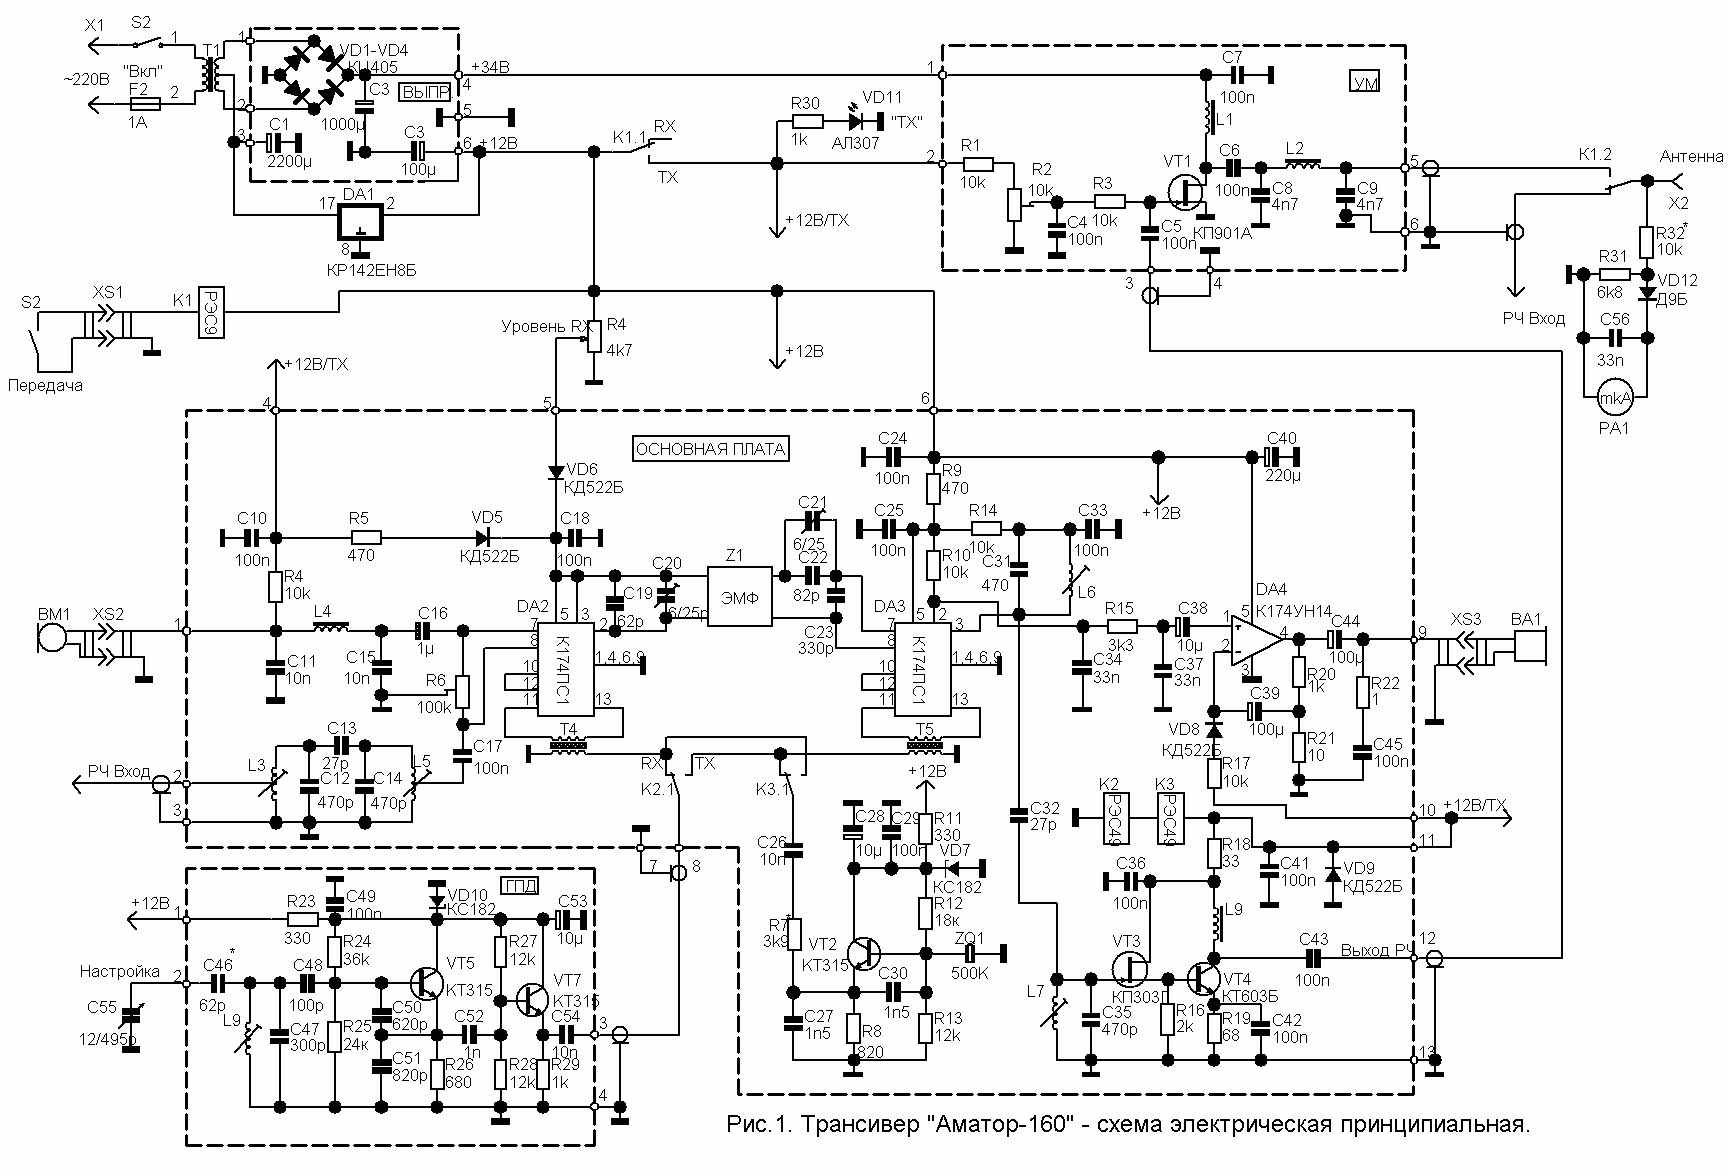 X1
S2
1
~220В
"Вкл"
F2
2
1А
T1
1
2
3
VD1-VD4
КЦ405
C3
1000µ
ВЫПР
+34В
4
5
6
+12В
C1
2200µ
C3
100µ
DA1
17
2
8
КР142ЕН8Б
K1.1
RX
TX
R30
1k
VD11
АЛ307
"TX"
+12В/TX
+12В
1
2
УМ
C7
100n
L1
R1
10k
R2
10k
R3
10k
C4
100n
C5
100n
VT1
КП901А
C6
100n
L2
C8
4n7
C9
4n7
5
6
3
4
K1.2
Антенна
X2
R32*
10k
R31
6k8
VD12
Д9Б
C56
33n
mkA
PA1
РЧ Вход
S2
XS1
K1
РЭС9
Передача
Уровень RX
R4
4k7
+12В/TX
4
5
6
ОСНОВНАЯ ПЛАТА
VD6
КД522Б
C10
100n
R5
470
VD5
КД522Б
C18
100n
R4
10k
BM1
XS2
1
L4
C16
1µ
C11
10n
C15
10n
R6
100k
C17
100n
DA2
К174ПС1
5
3
7
8
10
12
11
2
1,4,6,9
13
T4
C19
62p
C20
6/25p
Z1
ЭМФ
C21
6/25
C22
82p
C23
330p
DA3
К174ПС1
5
2
7
8
10
12
11
3
1,4,6,9
13
T5
C24
100n
R9
470
C25
100n
R10
10k
R14
10k
C31
470
C33
100n
L6
+12В
C40
220µ
R15
3k3
C38
10µ
C34
33n
C37
33n
DA4
К174УН14
1
5
2
4
3
C44
100µ
R20
1k
C39
100µ
R21
10
R22
1
C45
100n
9
XS3
BA1
VD8
КД522Б
R17
10k
РЧ Вход
2
3
L3
C13
27p
C12
470p
C14
470p
L5
RX
TX
K2.1
K3.1
7
8
C26
10n
R7*
3k9
C27
1n5
C28
10µ
C29
100n
+12В
R11
330
VD7
КС182
R12
18к
VT2
КТ315
ZQ1
500K
C30
1n5
R8
820
R13
12k
C32
27p
K2
РЭС49
K3
РЭС49
10
11
+12В/TX
R18
33
C41
100n
VD9
КД522Б
C36
100n
L9
VT3
КП303Г
VT4
КТ603Б
C43
100n
Выход РЧ
12
13
L7
C35
470p
R16
2k
R19
68
C42
100n
ГПД
+12В
1
R23
330
C49
100n
VD10
КС182
C53
10µ
R24
36k
R27
12k
Настройка
2
C46
*
62p
C48
100p
C55
12/495p
L9
C47
300p
R25
24к
VT5
КТ315
VT7
КТ315
C50
620p
C51
820p
C52
1n
C54
10n
R26
680
R28
12k
R29
1k
3
4
Рис.1. Трансивер "Аматор-160" - схема электрическая принципиальная.